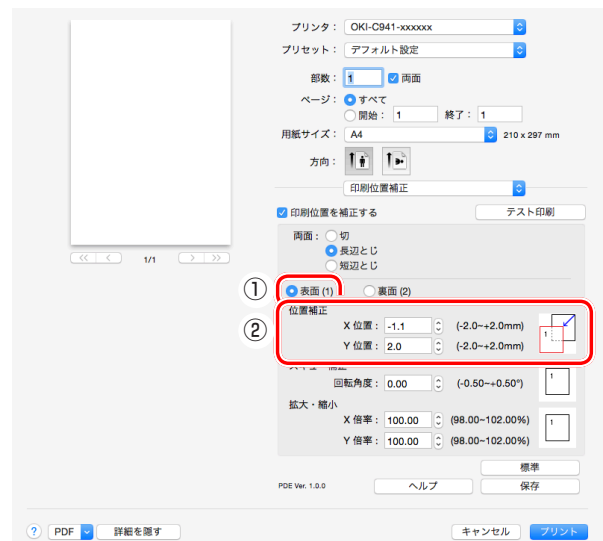 プリンタ： OKI-C941-xxxxxx
プリセット： デフォルト設定
部数： 1 両面
ページ： すべて
開始： 1 終了： 1
用紙サイズ： A4 210 x 297 mm
方向：
印刷位置補正
印刷位置を補正する テスト印刷
両面： 切
長辺とじ
短辺とじ
<< < 1/1 > >>
① 表面 (1) 裏面 (2)
② 位置補正
X 位置： -1.1 (-2.0~+2.0mm) 1
Y 位置： 2.0 (-2.0~+2.0mm)
回転角度： 0.00 (-0.50~+0.50°) 1
拡大・縮小
X 倍率： 100.00 (98.00~102.00%) 1
Y 倍率： 100.00 (98.00~102.00%)
標準
PDE Ver. 1.0.0 ヘルプ 保存
? PDF 詳細を隠す キャンセル プリント